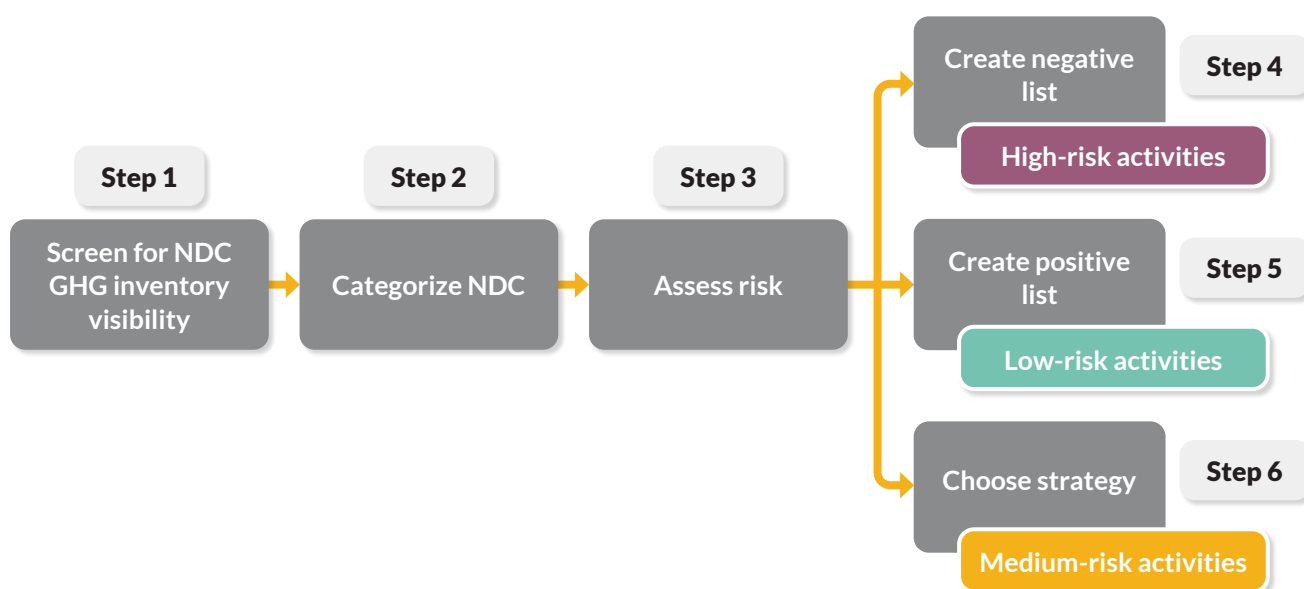 Step 1
Screen for NDC
GHG inventory
visibility
Step 2
Categorize NDC
Step 3
Assess risk
Create negative
list
Step 4
High-risk activities
Create positive
list
Step 5
Low-risk activities
Choose strategy
Step 6
Medium-risk activities